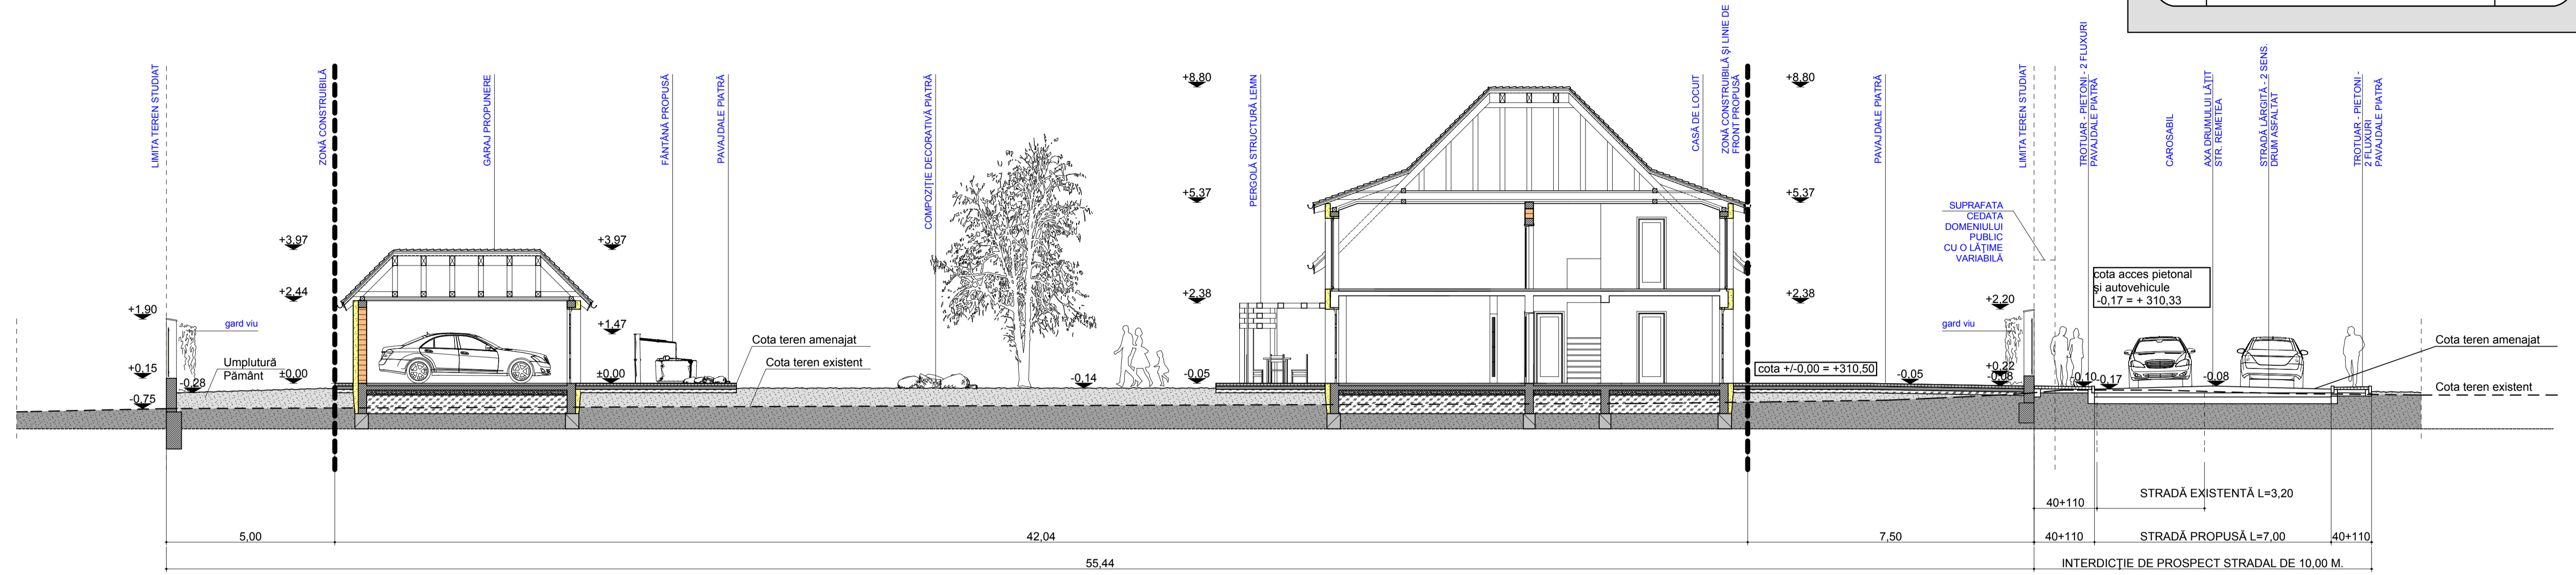 LIMITA TEREN STUDIAT
ZONĂ CONSTRUIBILĂ
GARAJ PROPUNERE
FÂNTÂNĂ PROPUSĂ
PAVAJ DALE PIATRĂ
COMPOZIȚIE DECORATIVĂ PIATRĂ
+8,80
PERGOLĂ STRUCTURĂ LEMN
CASĂ DE LOCUIT
ZONĂ CONSTRUIBILĂ ȘI LINIE DE
FRONT PROPUSĂ
+8,80
PAVAJ DALE PIATRĂ
LIMITA TEREN STUDIAT
TROTUAR - PIETONI - 2 FLUXURI
PAVAJ DALE PIATRĂ
CAROSABIL
AXA DRUMULUI LĂȚIT
STR. REMETEA
STRADĂ LĂRGITĂ - 2 SENS.
DRUM ASFALTAT
TROTUAR - PIETONI -
2 FLUXURI
PAVAJ DALE PIATRĂ
+5,37
+5,37
SUPRAFATA
CEDATA
DOMENIULUI
PUBLIC
CU O LĂȚIME
VARIABILĂ
+3,97
+3,97
cota acces pietonal
și autovehicule
-0,17 = + 310,33
+2,44
+2,38
+2,38
+2,20
+1,90
gard viu
+1,47
gard viu
Cota teren amenajat
Cota teren existent
Cota teren amenajat
Umplutură
Pământ
+0,15
-0,28
±0,00
±0,00
-0,14
-0,05
cota +/-0,00 = +310,50
-0,05
+0,22
-0,08
-0,10
-0,17
-0,08
Cota teren existent
-0,75
STRADĂ EXISTENTĂ L=3,20
40+110
5,00
42,04
7,50
40+110
STRADĂ PROPUSĂ L=7,00
40+110
55,44
INTERDICȚIE DE PROSPECT STRADAL DE 10,00 M.